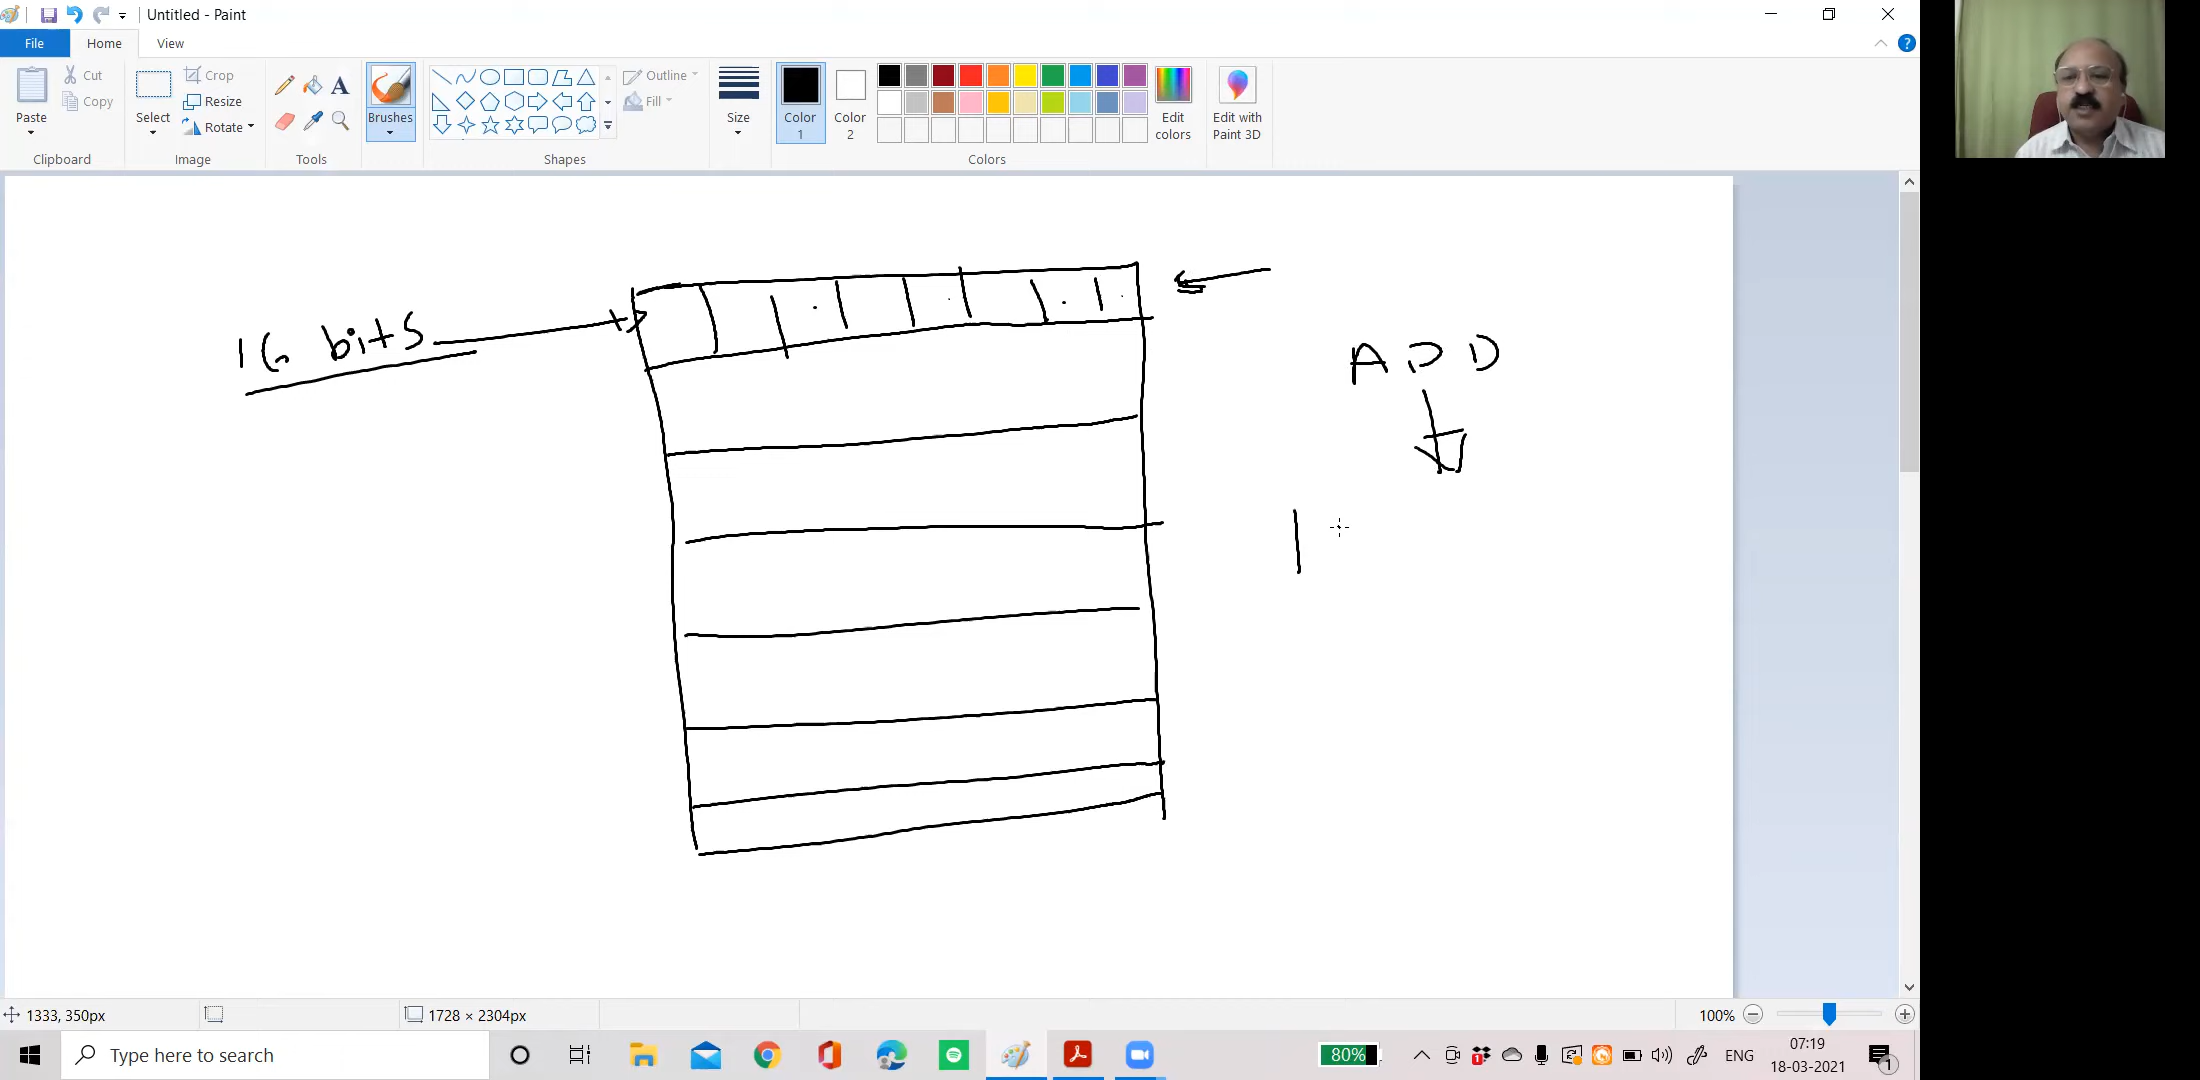 Untitled - Paint
File Home View
Paste Cut Copy Clipboard
Select Crop Resize Rotate Image
Tools
Brushes
Outline Fill Shapes
Size
Color 1 Color 2 Edit colors Colors
Edit with Paint 3D
16 bits
ADD
1
1333, 350px 1728 × 2304px 100%
Type here to search 80% ENG 07:19
18-03-2021 1